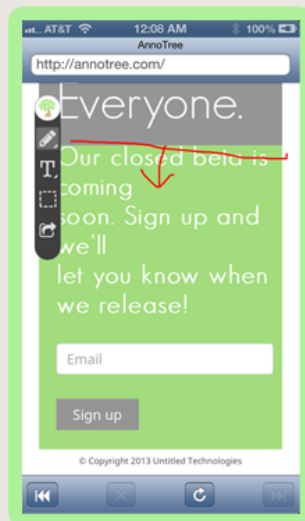 AT&T 12:08 AM 100%
AnnoTree
http://annotree.com/
Everyone.
T
Our closed beta is
coming
soon. Sign up and
we'll
let you know when
we release!
Email
Sign up
© Copyright 2013 Untitled Technologies